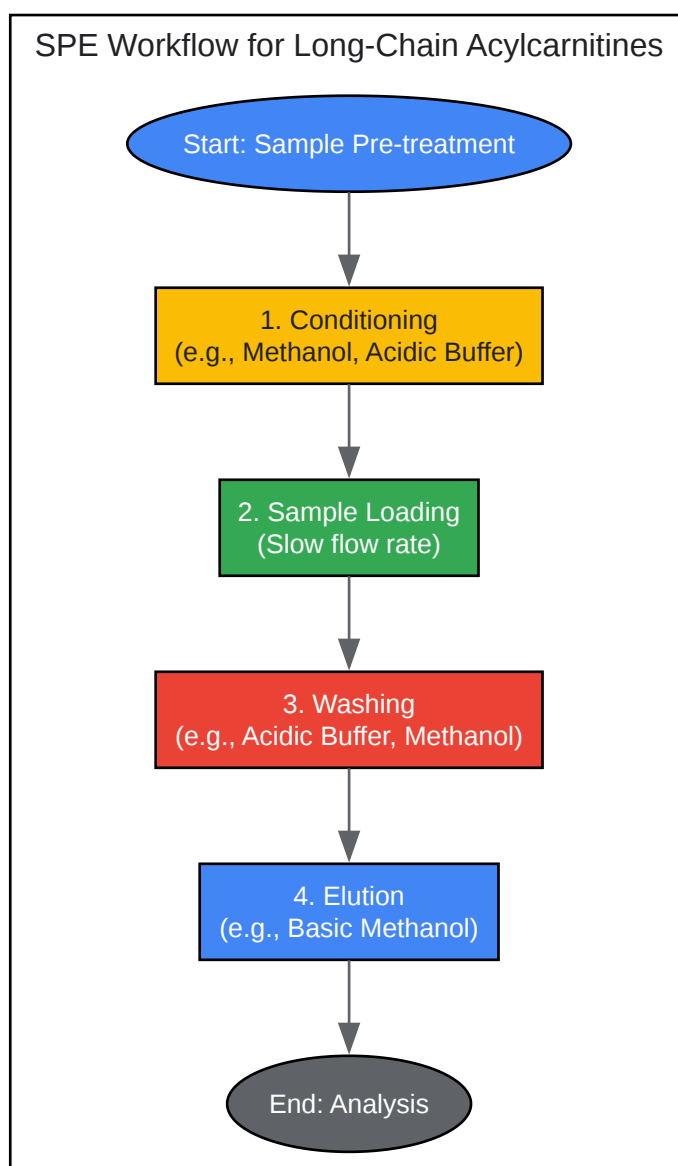 SPE Workflow for Long-Chain Acylcarnitines
Start: Sample Pre-treatment
1. Conditioning
(e.g., Methanol, Acidic Buffer)
2. Sample Loading
(Slow flow rate)
3. Washing
(e.g., Acidic Buffer, Methanol)
4. Elution
(e.g., Basic Methanol)
End: Analysis